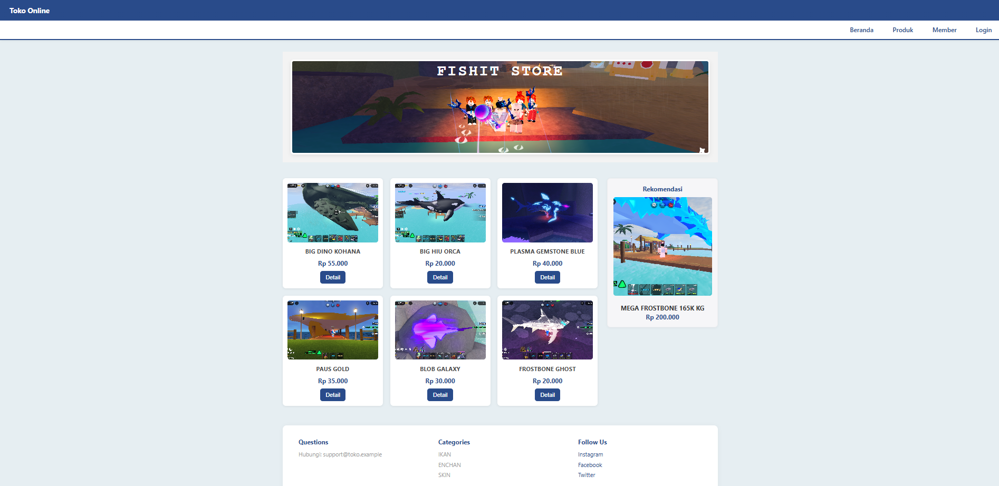 Toko Online
Beranda Produk Member Login
FISHIT STORE
BIG DINO KOHANA
Rp 55.000
Detail
BIG HIU ORCA
Rp 20.000
Detail
PLASMA GEMSTONE BLUE
Rp 40.000
Detail
Rekomendasi
MEGA FROSTBONE 165K KG
Rp 200.000
PAUS GOLD
Rp 35.000
Detail
BLOB GALAXY
Rp 30.000
Detail
FROSTBONE GHOST
Rp 20.000
Detail
Questions
Hubungi: support@toko.example
Categories
IKAN
ENCHAN
SKIN
Follow Us
Instagram
Facebook
Twitter